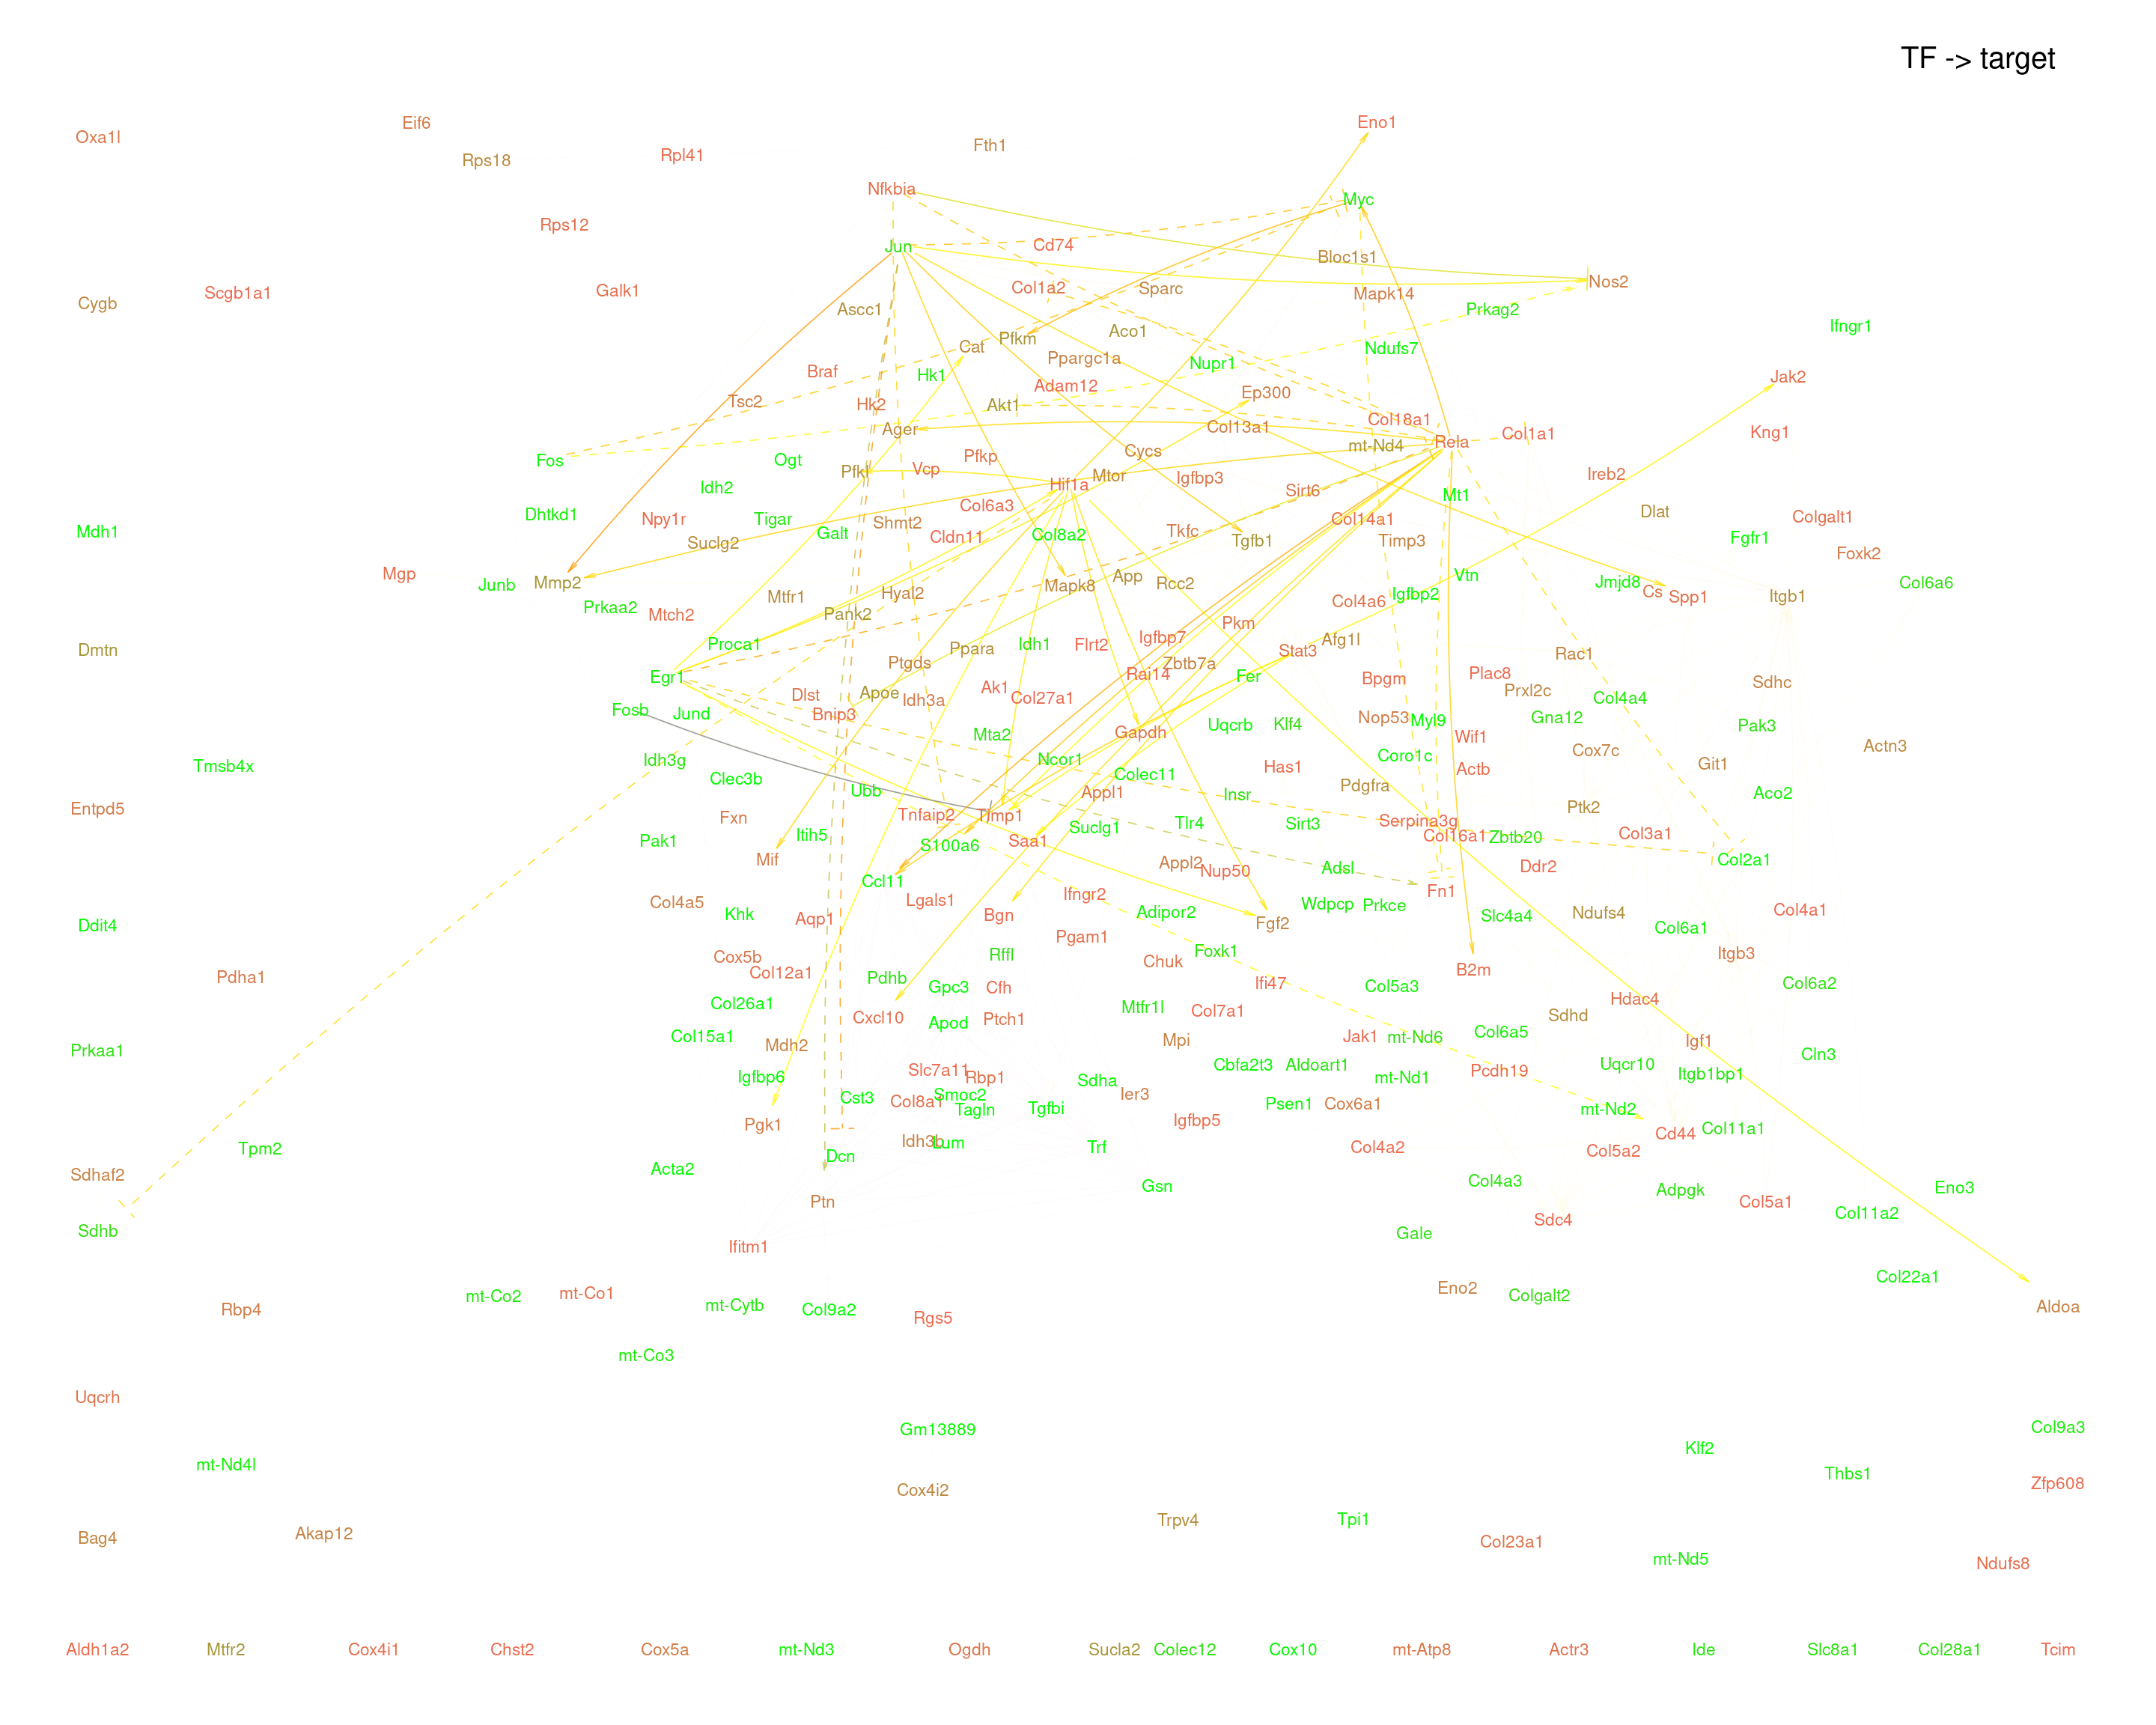 TF -> target
Eno1
Eif6
Oxa1l
Fth1
Rpl41
Rps18
Nfkbia
Myc
Rps12
Cd74
Jun
Bloc1s1
Nos2
Col1a2
Sparc
Galk1
Scgb1a1
Mapk14
Cygb
Ascc1
Prkag2
Ifngr1
Aco1
Pfkm
Cat
Ndufs7
Ppargc1a
Nupr1
Braf
Hk1
Jak2
Adam12
Ep300
Tsc2
Hk2
Akt1
Col18a1
Col13a1
Ager
Kng1
Col1a1
Rela
mt-Nd4
Cycs
Pfkp
Fos
Ogt
Vcp
Pfkl
Mtor
Igfbp3
Ireb2
Hif1a
Idh2
Sirt6
Mt1
Col6a3
Dlat
Dhtkd1
Npy1r
Tigar
Colgalt1
Col14a1
Shmt2
Mdh1
Galt
Tkfc
Col8a2
Cldn11
Fgfr1
Suclg2
Tgfb1
Timp3
Foxk2
Mgp
Vtn
App
Junb
Mmp2
Mapk8
Rcc2
Jmjd8
Col6a6
Cs
Hyal2
Igfbp2
Mtfr1
Spp1
Itgb1
Col4a6
Prkaa2
Pank2
Mtch2
Pkm
Igfbp7
Afg1l
Proca1
Idh1
Flrt2
Dmtn
Ppara
Stat3
Rac1
Ptgds
Zbtb7a
Egr1
Rai14
Fer
Bpgm
Plac8
Sdhc
Ak1
Prxl2c
Dlst
Apoe
Idh3a
Col27a1
Col4a4
Fosb
Jund
Bnip3
Nop53
Myl9
Gna12
Uqcrb
Klf4
Pak3
Mta2
Gapdh
Wif1
Actn3
Cox7c
Coro1c
Idh3g
Ncor1
Tmsb4x
Has1
Actb
Git1
Clec3b
Colec11
Pdgfra
Ubb
Appl1
Insr
Aco2
Entpd5
Ptk2
Fxn
Tnfaip2
Timp1
Tlr4
Sirt3
Serpina3g
Suclg1
Itih5
Col16a1
Zbtb20
Col3a1
Pak1
Saa1
S100a6
Mif
Col2a1
Appl2
Adsl
Ddr2
Nup50
Ccl11
Fn1
Ifngr2
Lgals1
Col4a5
Wdpcp
Prkce
Col4a1
Adipor2
Ndufs4
Khk
Bgn
Slc4a4
Aqp1
Fgf2
Ddit4
Col6a1
Pgam1
Foxk1
Rffl
Itgb3
Cox5b
Chuk
B2m
Col12a1
Pdha1
Pdhb
Ifi47
Col6a2
Gpc3
Cfh
Col5a3
Hdac4
Col26a1
Mtfr1l
Col7a1
Sdhd
Cxcl10
Ptch1
Apod
Col6a5
Col15a1
Jak1
mt-Nd6
Mpi
Igf1
Mdh2
Prkaa1
Cln3
Cbfa2t3
Aldoart1
Uqcr10
Slc7a11
Pcdh19
Itgb1bp1
Igfbp6
Rbp1
mt-Nd1
Sdha
Smoc2
Ier3
Cst3
Col8a1
Psen1
Cox6a1
Tagln
Tgfbi
mt-Nd2
Igfbp5
Pgk1
Col11a1
Cd44
Idh3b
Lum
Trf
Col4a2
Tpm2
Col5a2
Dcn
Acta2
Sdhaf2
Col4a3
Gsn
Eno3
Adpgk
Ptn
Col5a1
Col11a2
Sdc4
Sdhb
Gale
Ifitm1
Col22a1
Eno2
mt-Co1
Colgalt2
mt-Co2
mt-Cytb
Aldoa
Rbp4
Col9a2
Rgs5
mt-Co3
Uqcrh
Col9a3
Gm13889
Klf2
mt-Nd4l
Thbs1
Zfp608
Cox4i2
Trpv4
Tpi1
Akap12
Bag4
Col23a1
mt-Nd5
Ndufs8
Aldh1a2
Mtfr2
Cox4i1
Chst2
Cox5a
mt-Nd3
Ogdh
Sucla2
Colec12
Cox10
mt-Atp8
Actr3
Ide
Slc8a1
Col28a1
Tcim